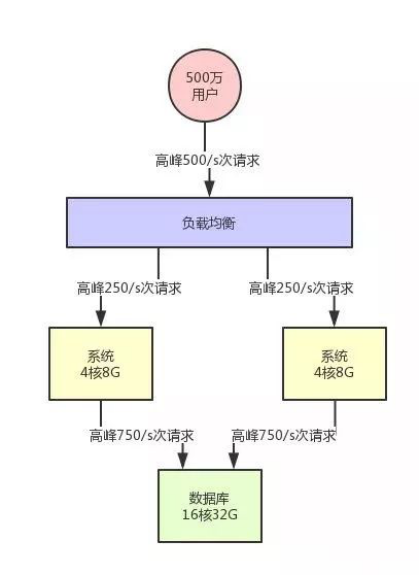 500万
用户
高峰500/s次请求
负载均衡
高峰250/s次请求
高峰250/s次请求
系统
4核8G
系统
4核8G
高峰750/s次请求
高峰750/s次请求
数据库
16核32G